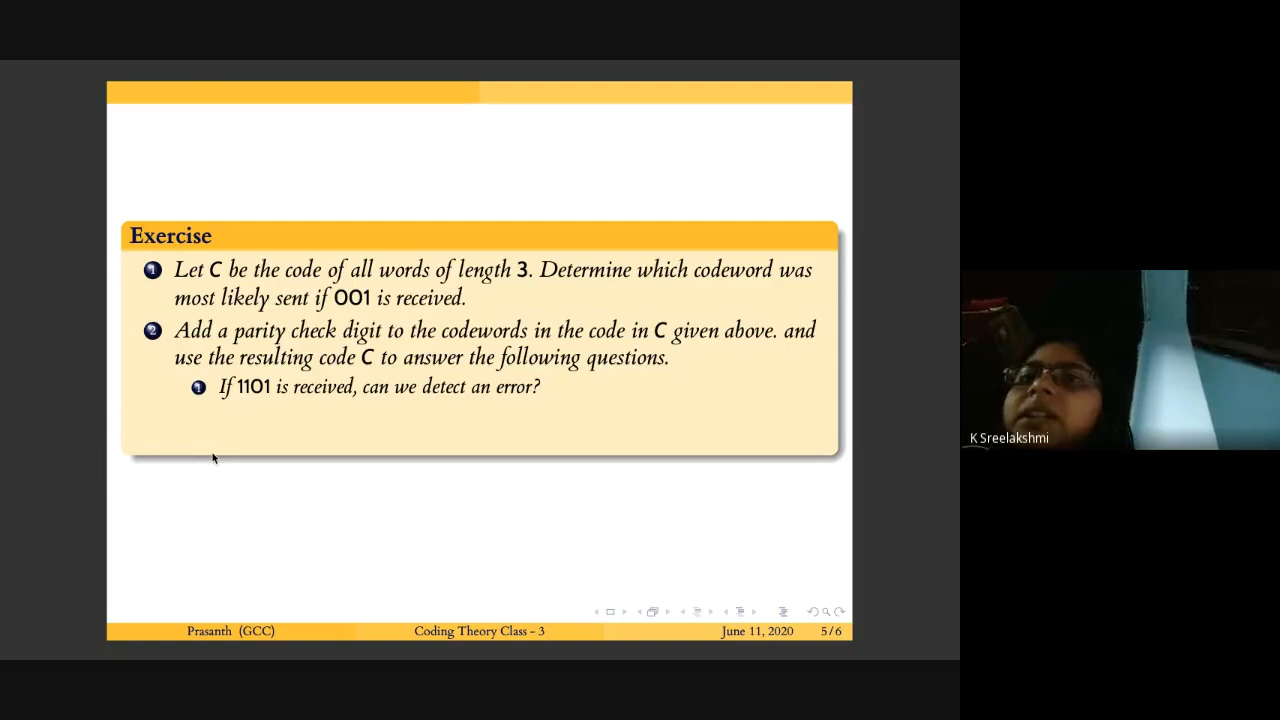 Exercise
1 Let C be the code of all words of length 3. Determine which codeword was
most likely sent if 001 is received.
2 Add a parity check digit to the codewords in the code in C given above. and
use the resulting code C to answer the following questions.
1 If 1101 is received, can we detect an error?
K Sreelakshmi
Prasanth (GCC) Coding Theory Class - 3 June 11, 2020 5/6